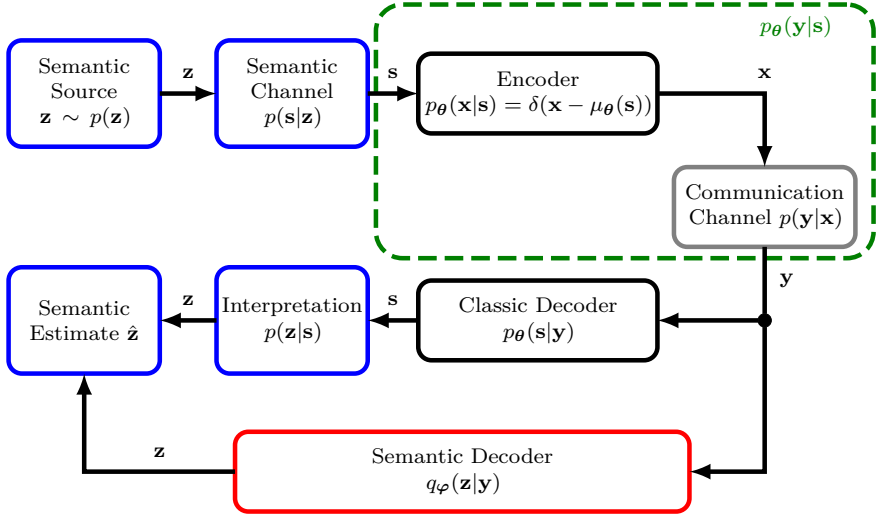 p_θ(y|s)
Semantic
Source
z ∼ p(z)
z
Semantic
Channel
p(s|z)
s
Encoder
p_θ(x|s) = δ(x − μ_θ(s))
x
Communication
Channel p(y|x)
y
Semantic
Estimate ẑ
z
Interpretation
p(z|s)
s
Classic Decoder
p_θ(s|y)
z
Semantic Decoder
q_φ(z|y)